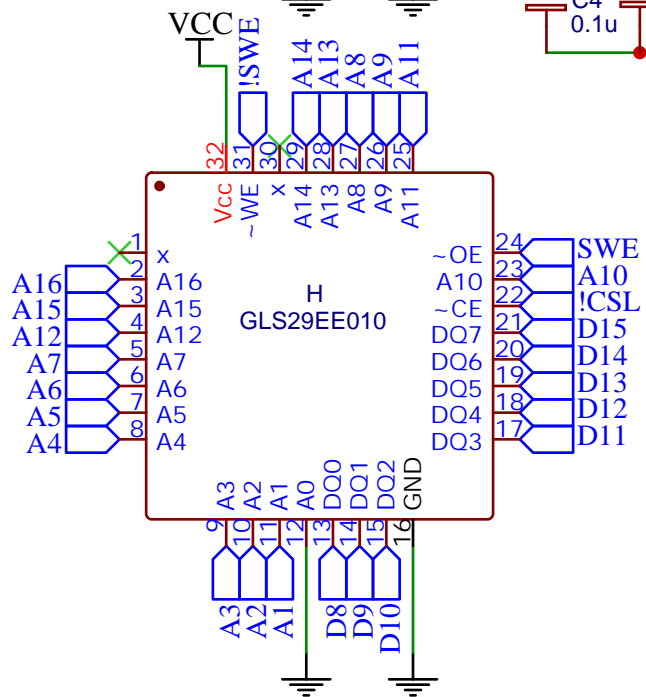 C4
0.1u
VCC
!SWE
A14
A13
A8
A9
A11
32
31
30
29
28
27
26
25
Vcc
~WE
x
A14
A13
A8
A9
A11
H
GLS29EE010
1
x
A16
2
A16
A15
3
A15
A12
4
A12
A7
5
A7
A6
6
A6
A5
7
A5
A4
8
A4
~OE
24
SWE
A10
23
A10
~CE
22
!CSL
DQ7
21
D15
DQ6
20
D14
DQ5
19
D13
DQ4
18
D12
DQ3
17
D11
A3
A2
A1
A0
DQ0
DQ1
DQ2
GND
9
10
11
12
13
14
15
16
A3
A2
A1
D8
D9
D10